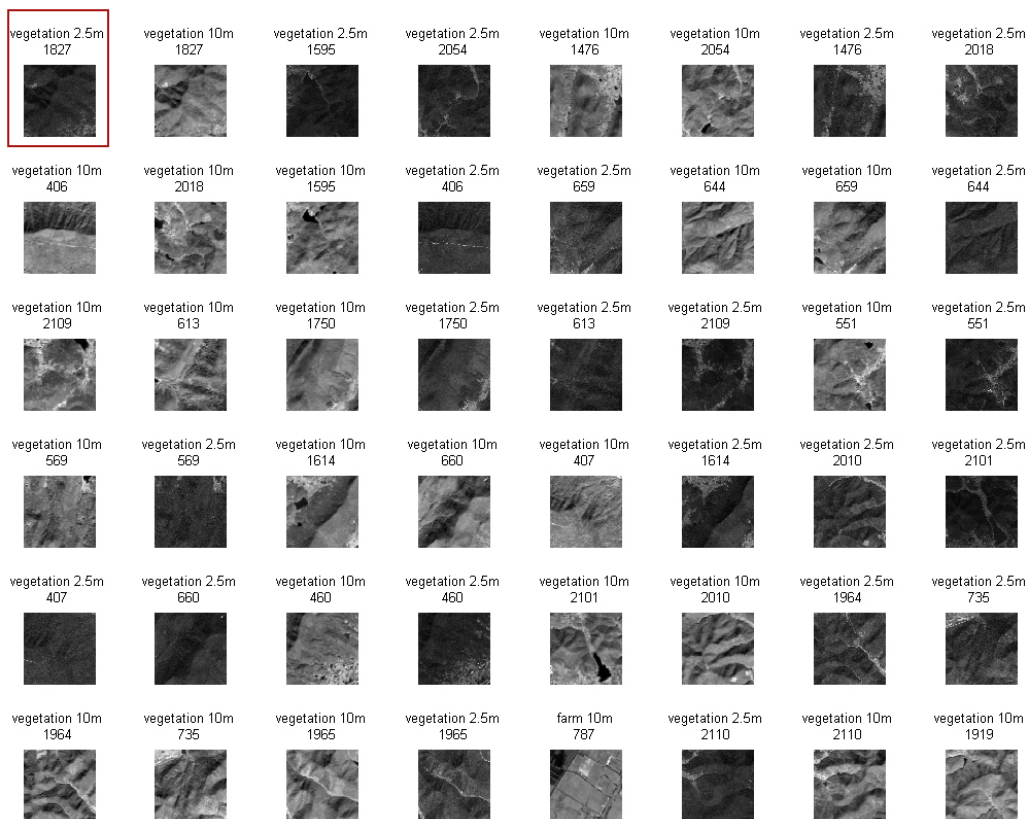 vegetation 2.5m
1827
vegetation 10m
1827
vegetation 2.5m
1595
vegetation 2.5m
2054
vegetation 10m
1476
vegetation 10m
2054
vegetation 2.5m
1476
vegetation 2.5m
2018
vegetation 10m
406
vegetation 10m
2018
vegetation 10m
1595
vegetation 2.5m
406
vegetation 2.5m
659
vegetation 10m
644
vegetation 10m
659
vegetation 2.5m
644
vegetation 10m
2109
vegetation 10m
613
vegetation 10m
1750
vegetation 2.5m
1750
vegetation 2.5m
613
vegetation 2.5m
2109
vegetation 10m
551
vegetation 2.5m
551
vegetation 10m
569
vegetation 2.5m
569
vegetation 10m
1614
vegetation 10m
660
vegetation 10m
407
vegetation 2.5m
1614
vegetation 2.5m
2010
vegetation 2.5m
2101
vegetation 2.5m
407
vegetation 2.5m
660
vegetation 10m
460
vegetation 2.5m
460
vegetation 10m
2101
vegetation 10m
2010
vegetation 2.5m
1964
vegetation 2.5m
735
vegetation 10m
1964
vegetation 10m
735
vegetation 10m
1965
vegetation 2.5m
1965
farm 10m
787
vegetation 2.5m
2110
vegetation 10m
2110
vegetation 10m
1919